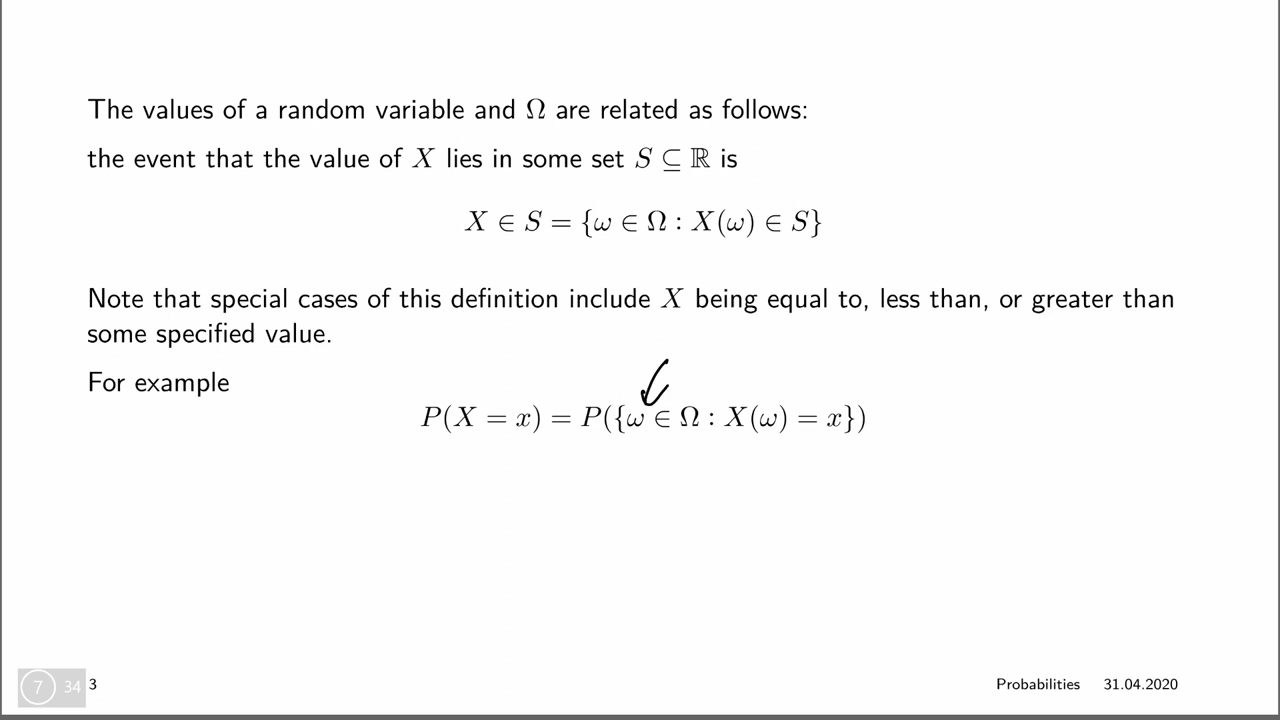 The values of a random variable and Ω are related as follows:
the event that the value of X lies in some set S ⊆ ℝ is
X ∈ S = {ω ∈ Ω : X(ω) ∈ S}
Note that special cases of this definition include X being equal to, less than, or greater than
some specified value.
For example
P(X = x) = P({ω ∈ Ω : X(ω) = x})
7 34 3 Probabilities 31.04.2020